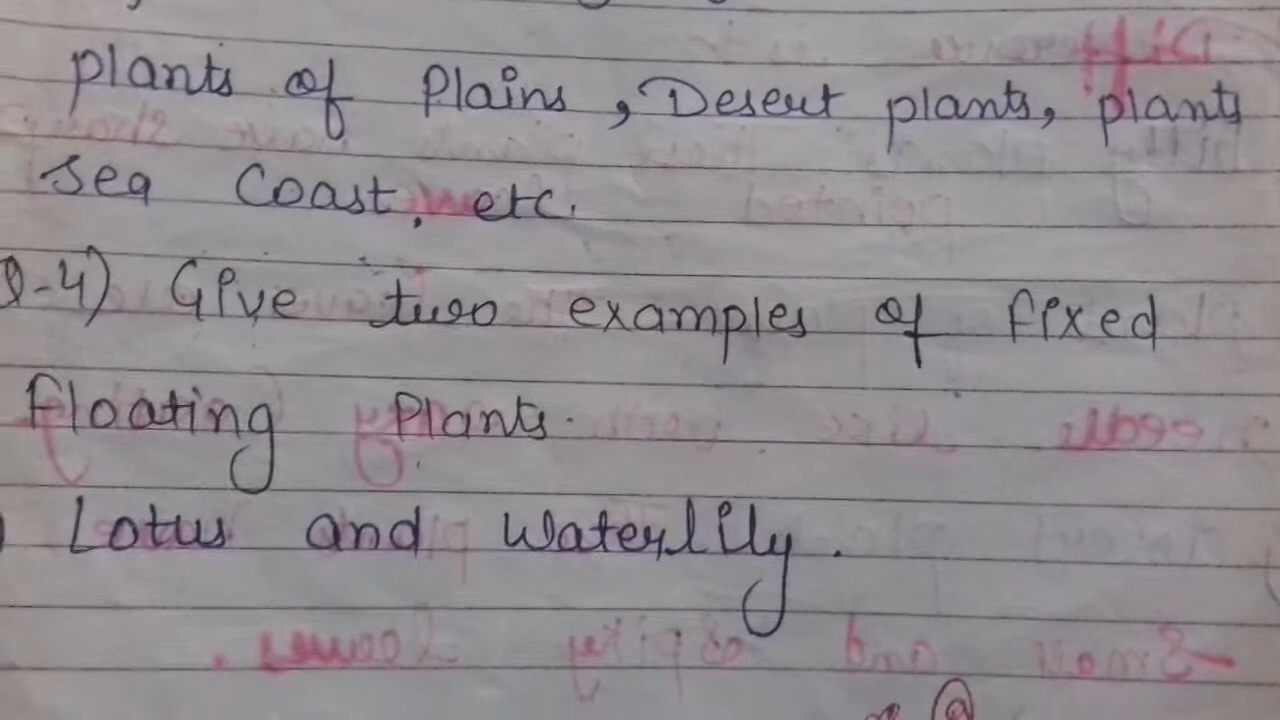 plants of Plains, Desert plants, plants
Sea Coast, etc.
Q-4) Give two examples of fixed
floating Plants.
Lotus and Waterlily.